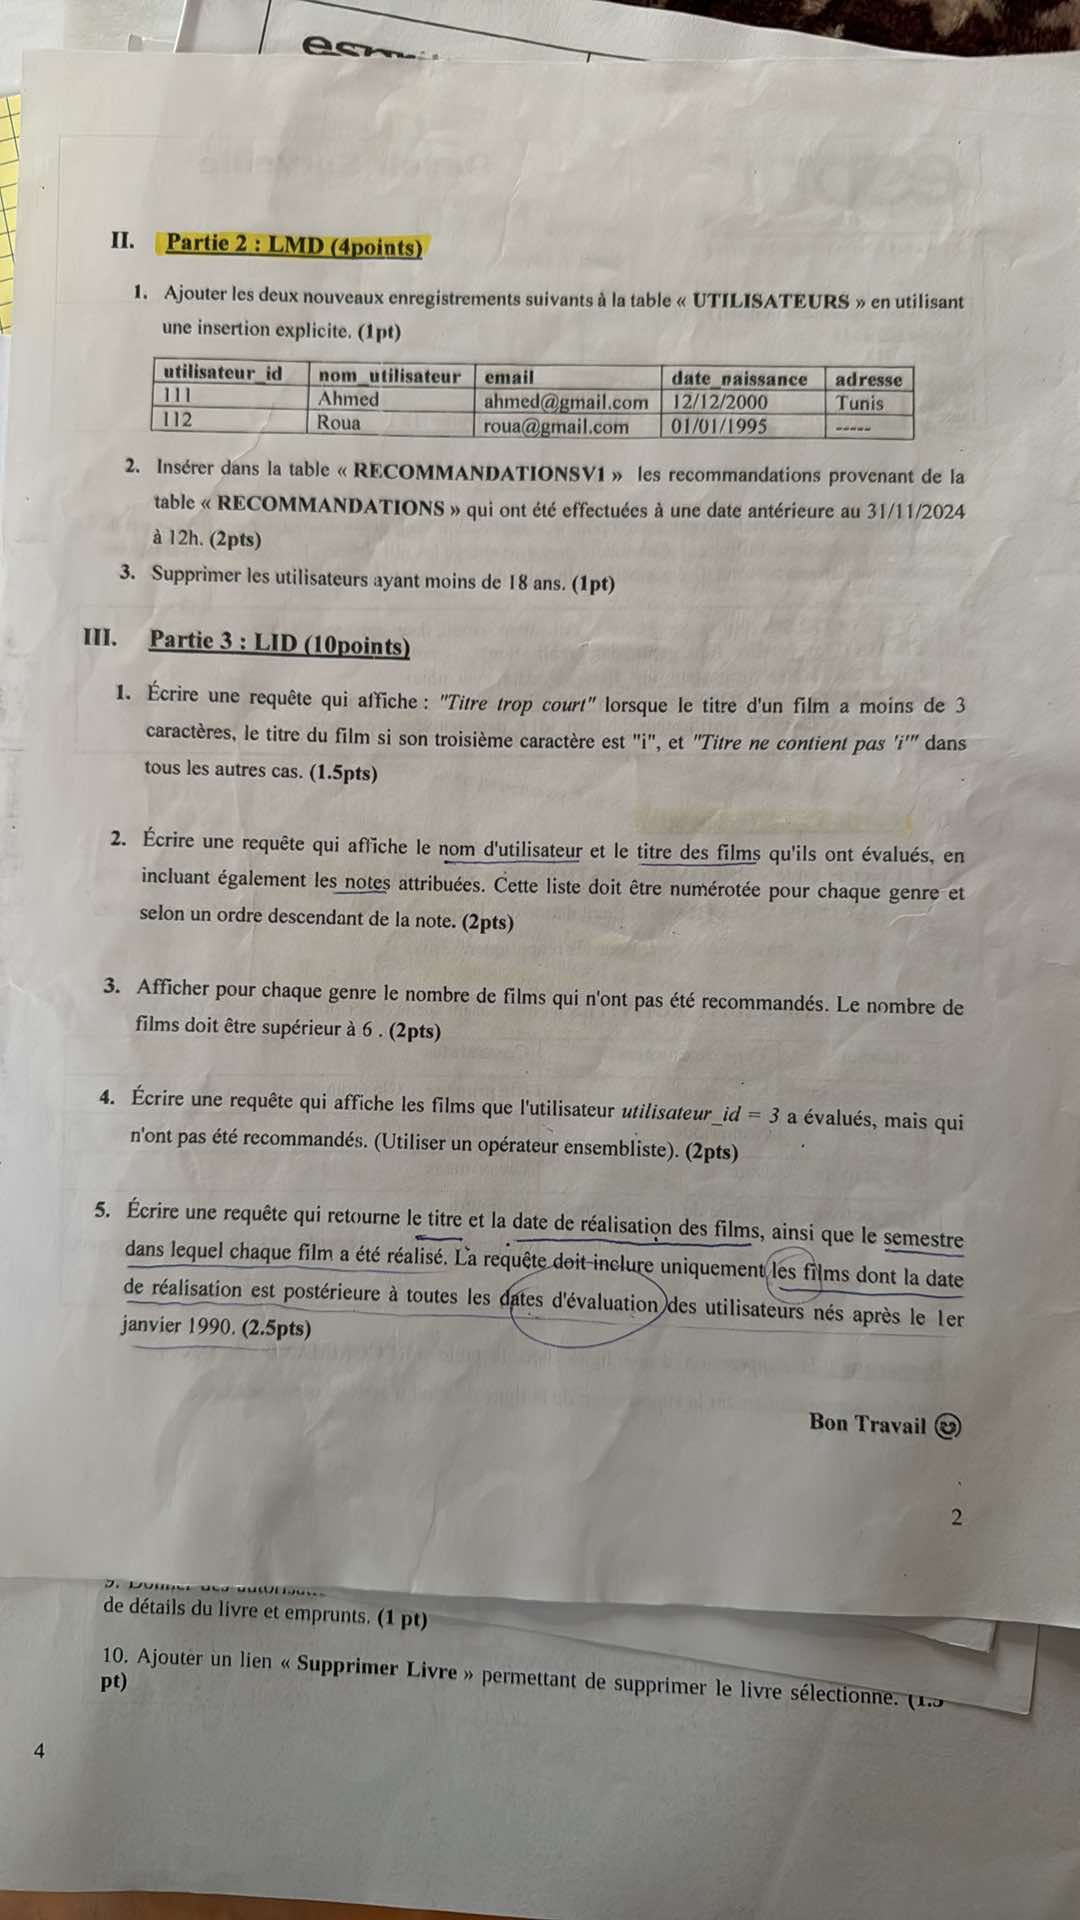 II. Partie 2 : LMD (4points)
1. Ajouter les deux nouveaux enregistrements suivants à la table « UTILISATEURS » en utilisant
une insertion explicite. (1pt)
utilisateur_id nom_utilisateur email date_naissance adresse
111 Ahmed ahmed@gmail.com 12/12/2000 Tunis
112 Roua roua@gmail.com 01/01/1995 -----
2. Insérer dans la table « RECOMMANDATIONSV1 » les recommandations provenant de la
table « RECOMMANDATIONS » qui ont été effectuées à une date antérieure au 31/11/2024
à 12h. (2pts)
3. Supprimer les utilisateurs ayant moins de 18 ans. (1pt)
III. Partie 3 : LID (10points)
1. Écrire une requête qui affiche : "Titre trop court" lorsque le titre d'un film a moins de 3
caractères, le titre du film si son troisième caractère est "i", et "Titre ne contient pas 'i'" dans
tous les autres cas. (1.5pts)
2. Écrire une requête qui affiche le nom d'utilisateur et le titre des films qu'ils ont évalués, en
incluant également les notes attribuées. Cette liste doit être numérotée pour chaque genre et
selon un ordre descendant de la note. (2pts)
3. Afficher pour chaque genre le nombre de films qui n'ont pas été recommandés. Le nombre de
films doit être supérieur à 6 . (2pts)
4. Écrire une requête qui affiche les films que l'utilisateur utilisateur_id = 3 a évalués, mais qui
n'ont pas été recommandés. (Utiliser un opérateur ensembliste). (2pts)
5. Écrire une requête qui retourne le titre et la date de réalisation des films, ainsi que le semestre
dans lequel chaque film a été réalisé. La requête doit inclure uniquement les films dont la date
de réalisation est postérieure à toutes les dates d'évaluation des utilisateurs nés après le 1er
janvier 1990. (2.5pts)
Bon Travail
2
9. Donner des
de détails du livre et emprunts. (1 pt)
10. Ajouter un lien « Supprimer Livre » permettant de supprimer le livre sélectionne. (1.5
pt)
4